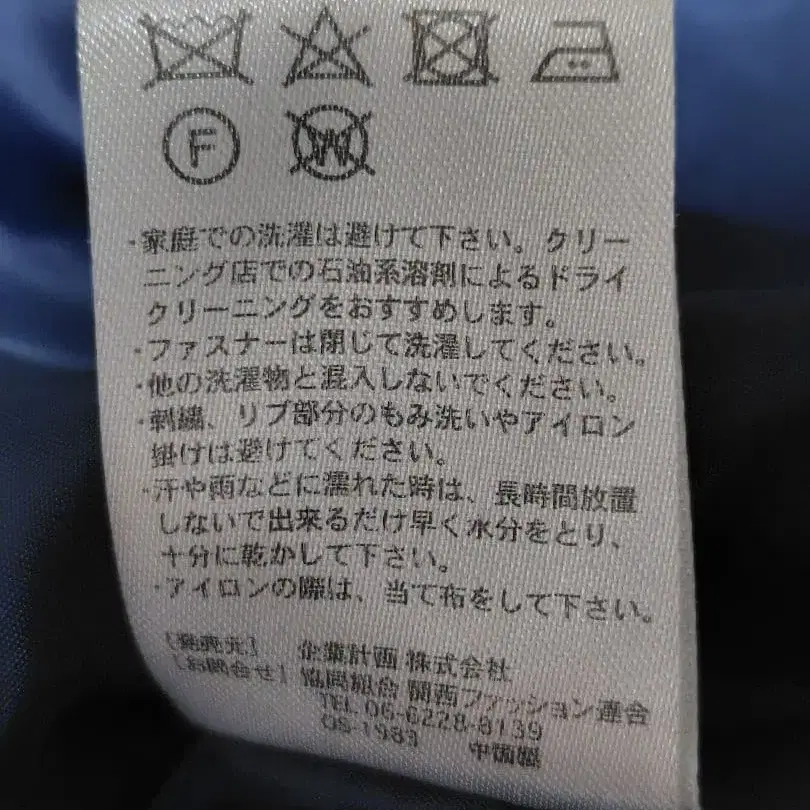 F W
・家庭での洗濯は避けて下さい。クリー
ニング店での石油系溶剤によるドライ
クリーニングをおすすめします。
・ファスナーは閉じて洗濯してください。
・他の洗濯物と混入しないでください。
・刺繍、リブ部分のもみ洗いやアイロン
掛けは避けてください。
・汗や雨などに濡れた時は、長時間放置
しないで出来るだけ早く水分をとり、
十分に乾かして下さい。
・アイロンの際は、当て布をして下さい。
[発売元] 企業計画 株式会社
[お問合せ] 協同組合 関西ファッション連合
TEL 06-6228-8139
OS-1983 中国製